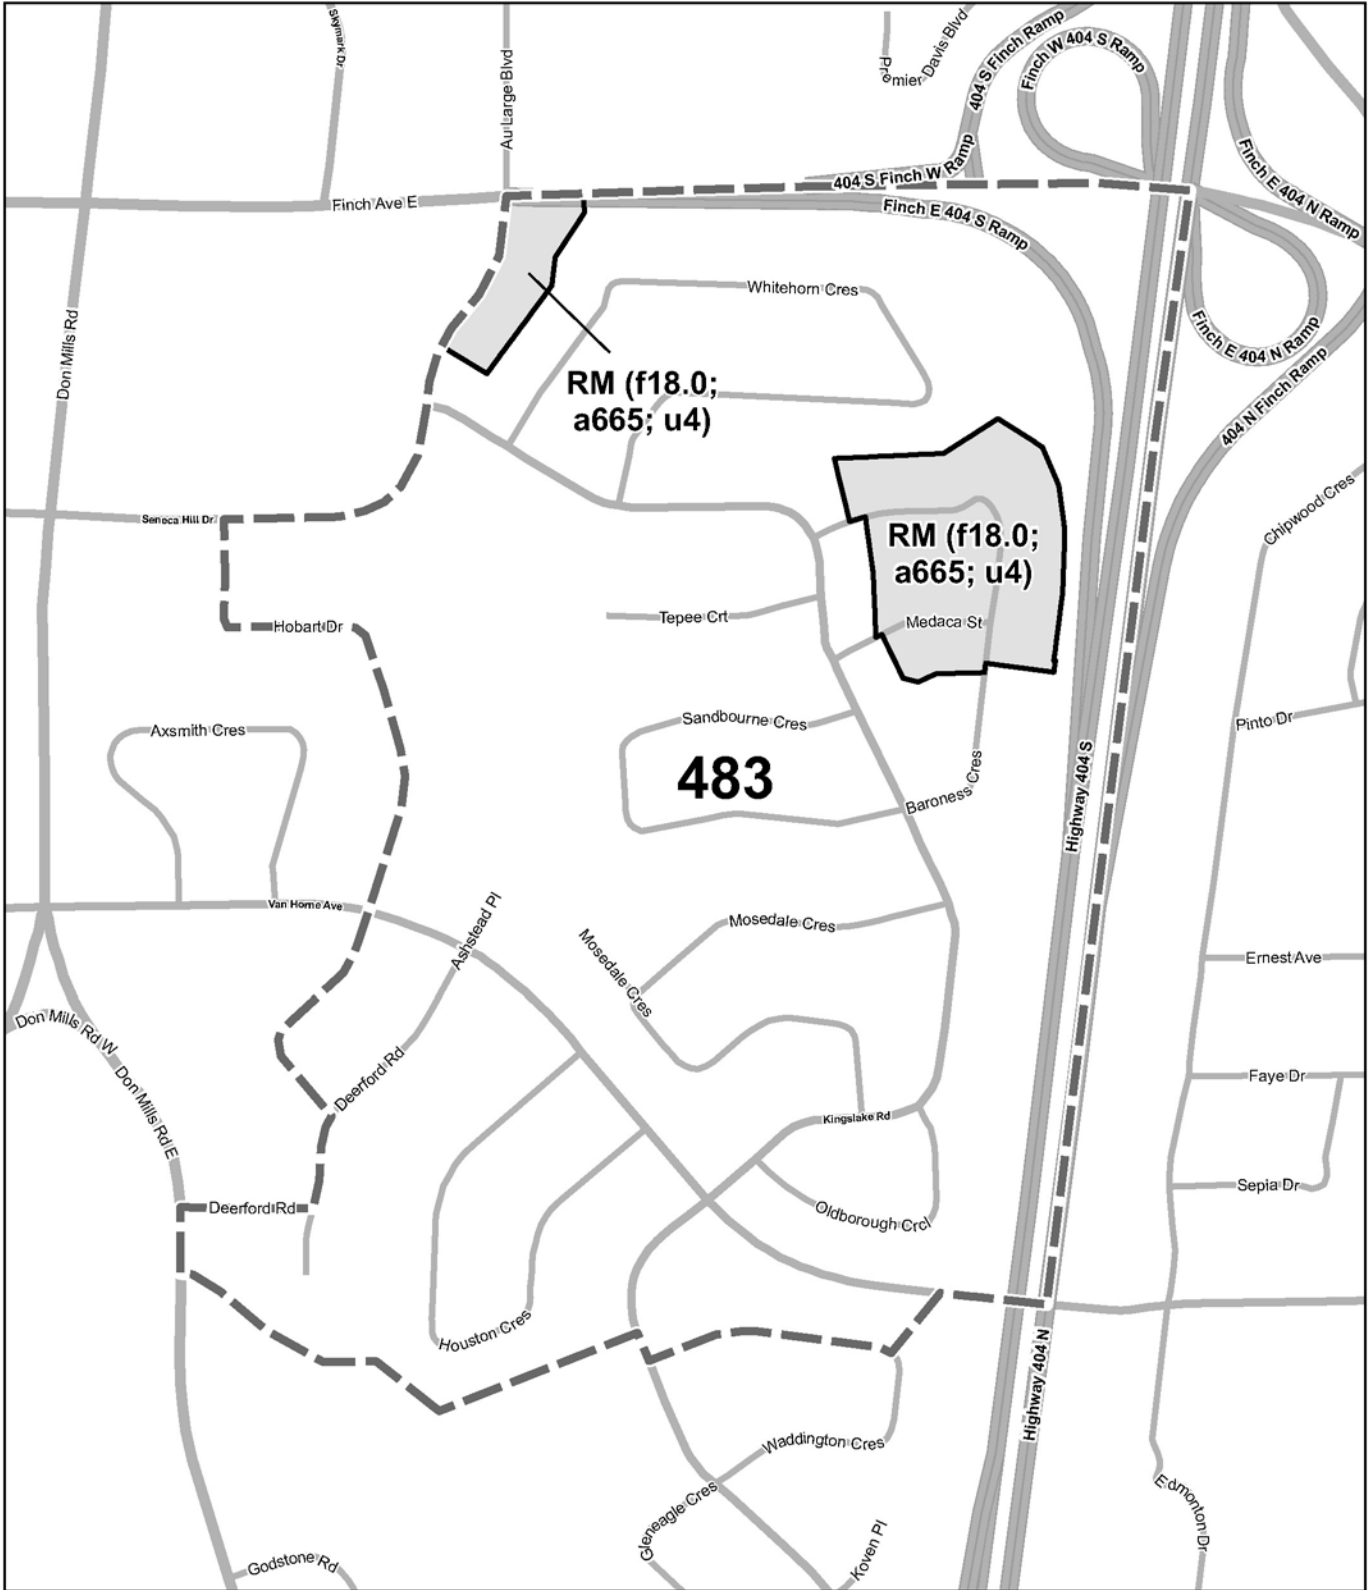 Skymark Dr
Au Large Blvd
Premier Davis Blvd
404 S Finch Ramp
Finch W 404 S Ramp
404 S Finch W Ramp
Finch E 404 N Ramp
Finch Ave E
Finch E 404 S Ramp
Don Mills Rd
Whitehorn Cres
Finch E 404 N Ramp
404 N Finch Ramp
RM (f18.0;
a665; u4)
Chipwood Cres
Seneca Hill Dr
RM (f18.0;
a665; u4)
Hobart Dr
Tepee Crt
Medaca St
Axsmith Cres
Sandbourne Cres
Pinto Dr
483
Highway 404 S
Baroness Cres
Van Horne Ave
Ashstead Pl
Mosedale Cres
Mosedale Cres
Ernest Ave
Don Mills Rd W
Don Mills Rd E
Deerford Rd
Faye Dr
Kingslake Rd
Sepia Dr
Deerford Rd
Oldborough Crcl
Houston Cres
Highway 404 N
Waddington Cres
Gleneagle Cres
Edmonton Dr
Koven Pl
Godstone Rd